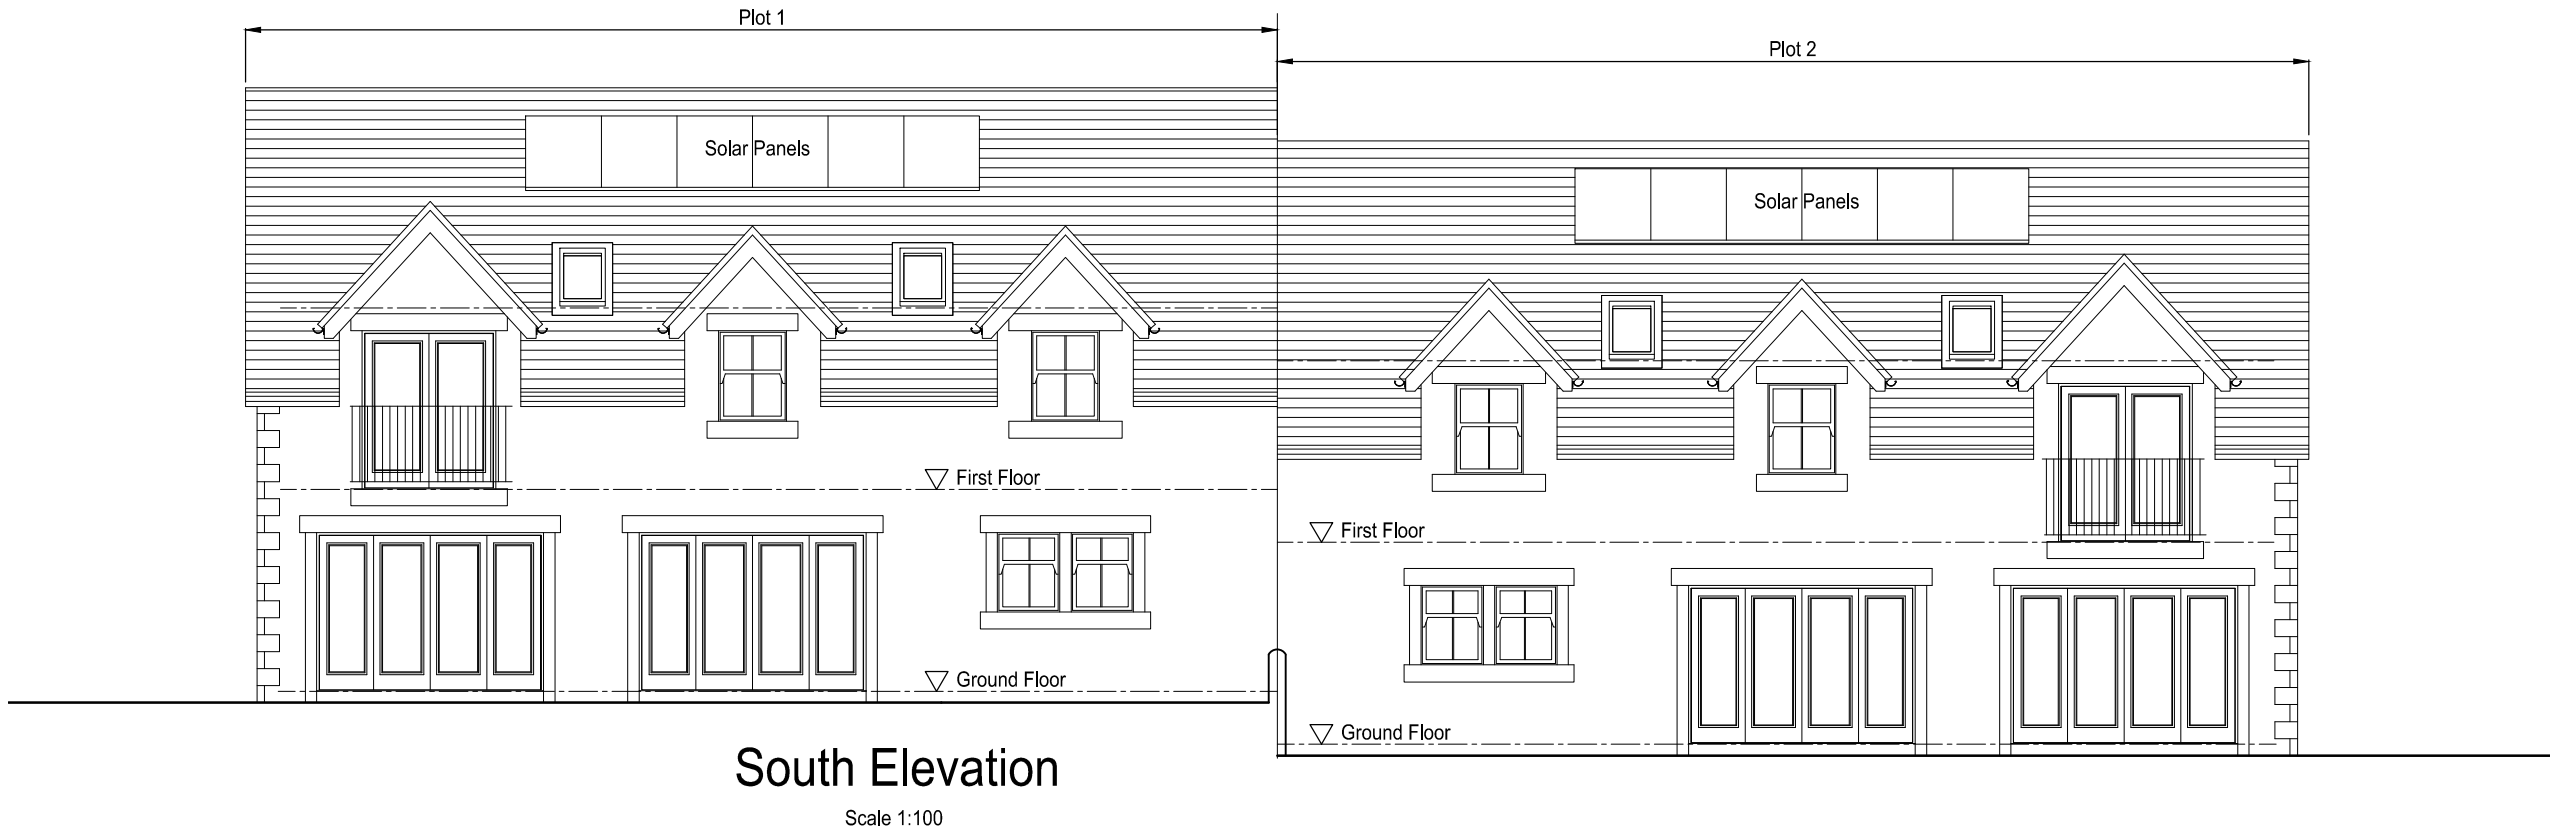 Plot 1
Plot 2
Solar Panels
Solar Panels
First Floor
First Floor
Ground Floor
Ground Floor
South Elevation
Scale 1:100